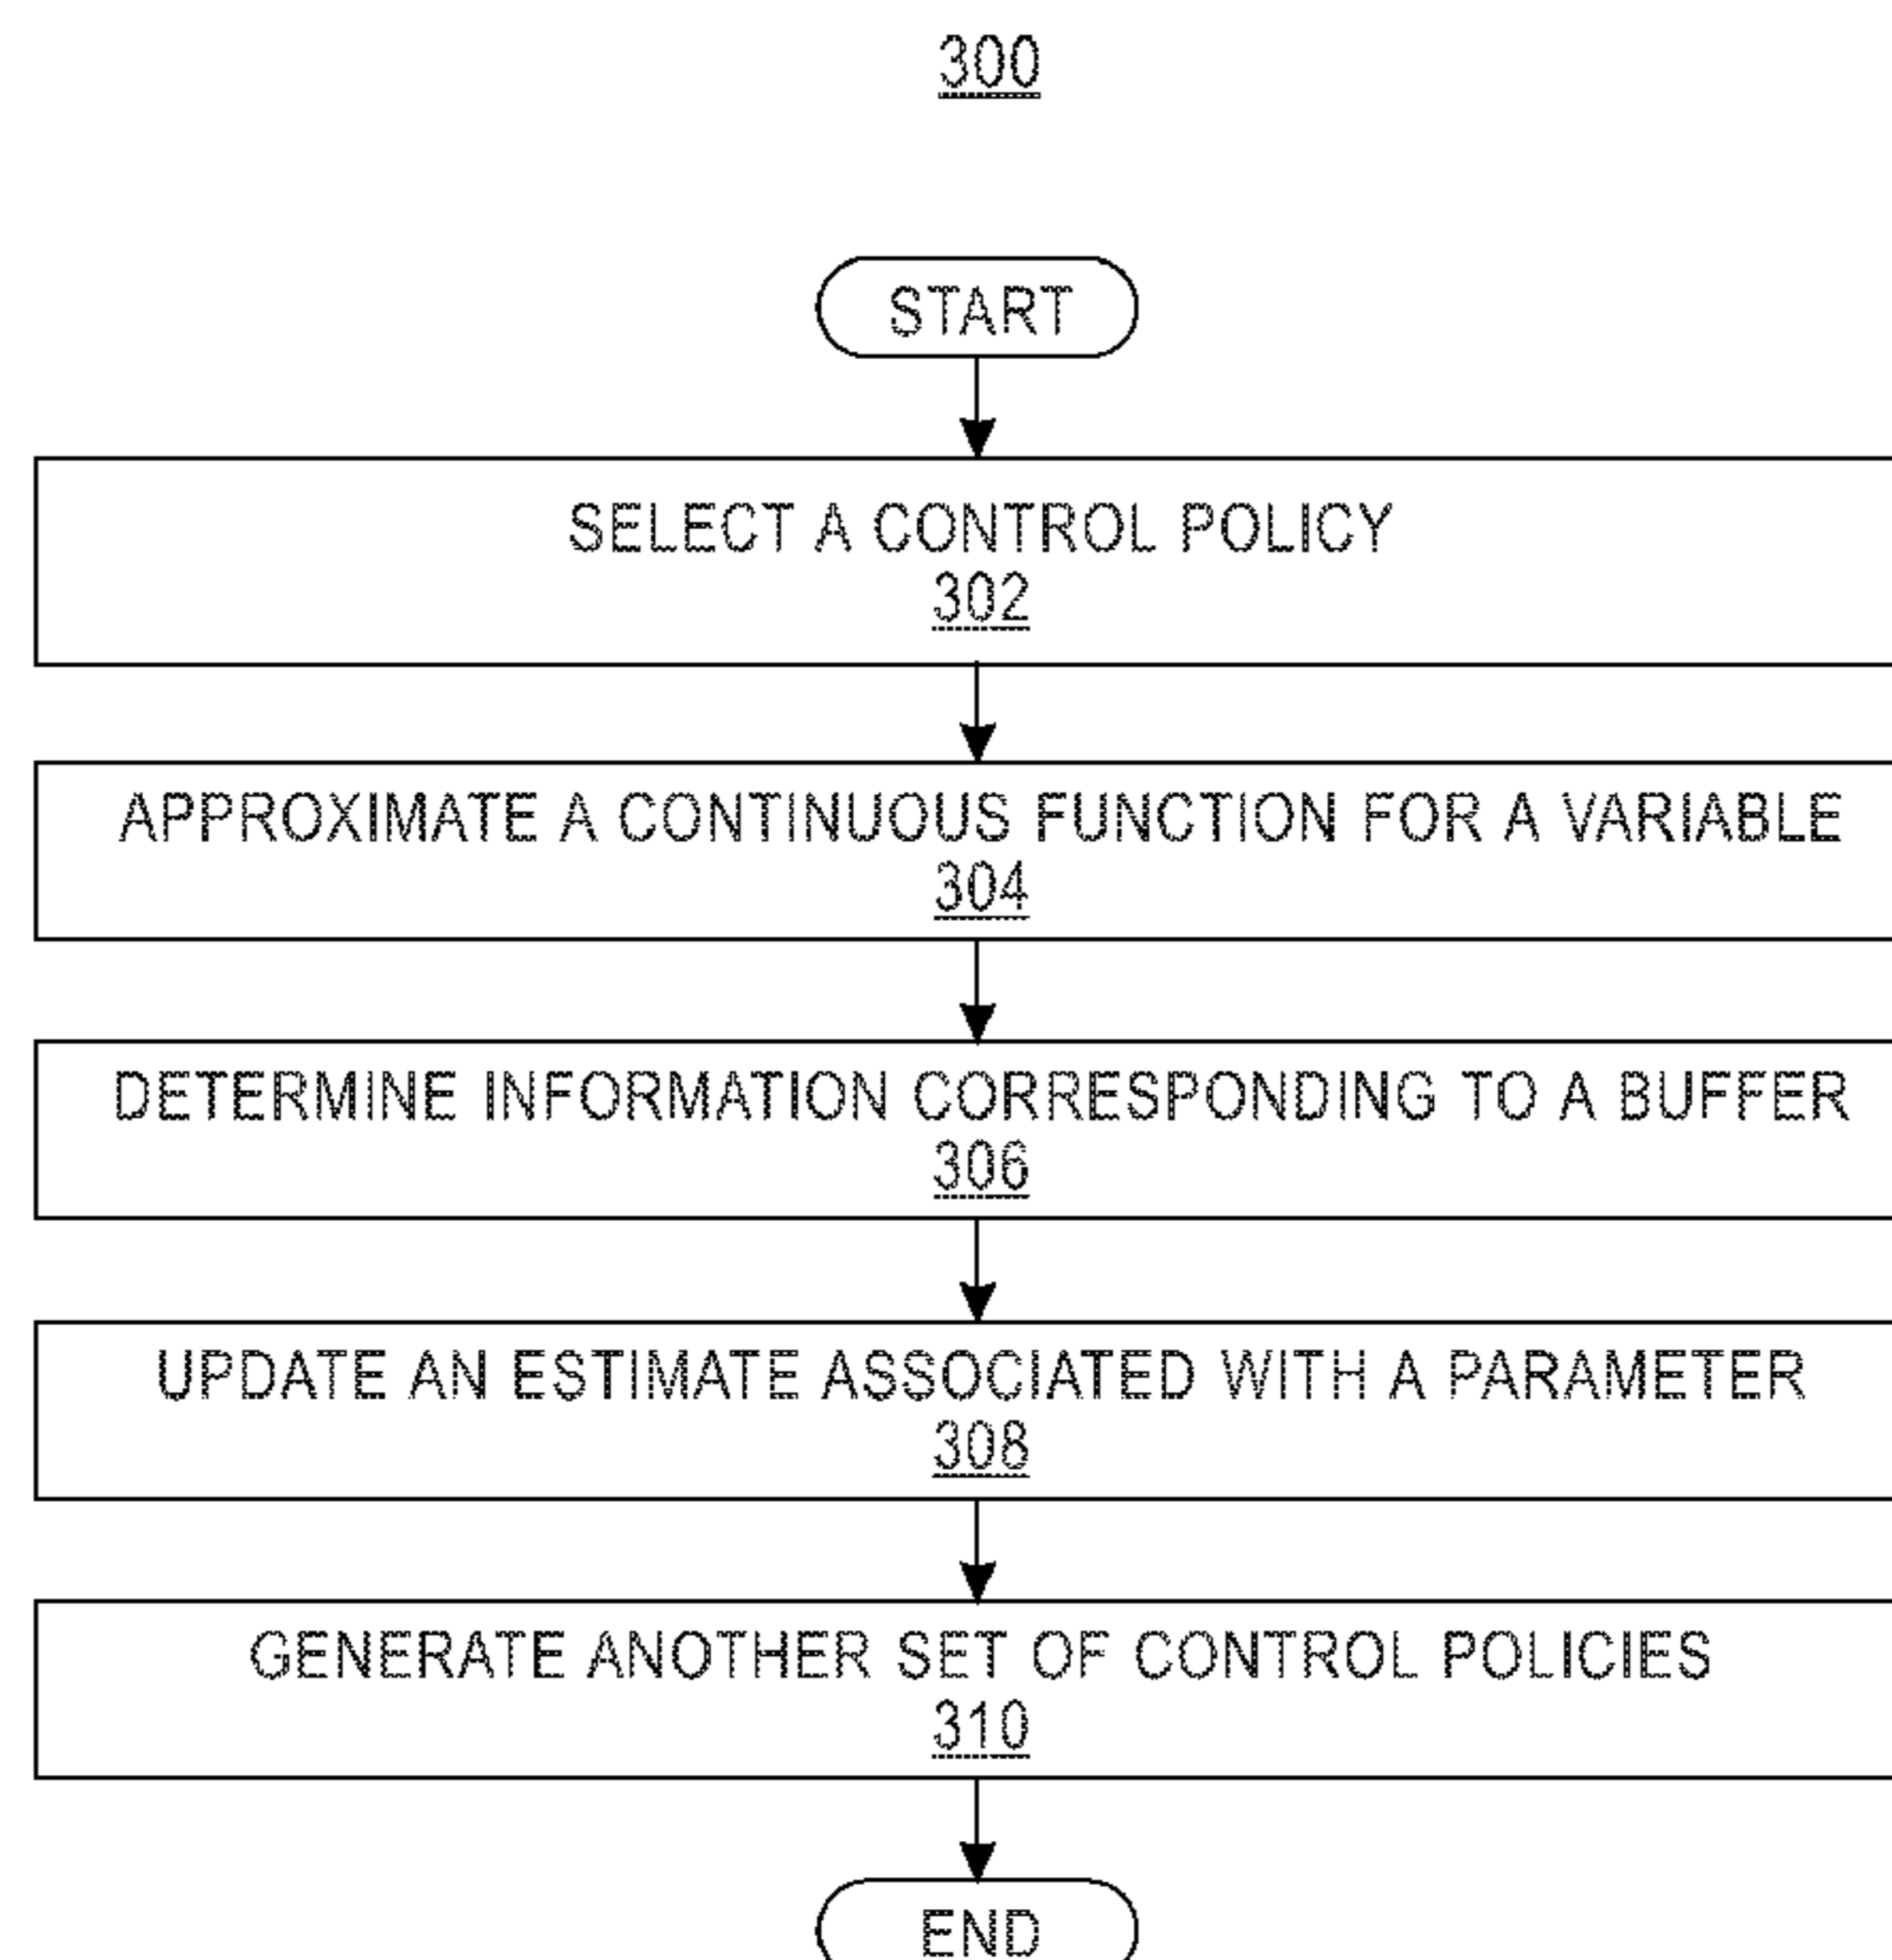 300
START
SELECT A CONTROL POLICY
302
APPROXIMATE A CONTINUOUS FUNCTION FOR A VARIABLE
304
DETERMINE INFORMATION CORRESPONDING TO A BUFFER
306
UPDATE AN ESTIMATE ASSOCIATED WITH A PARAMETER
308
GENERATE ANOTHER SET OF CONTROL POLICIES
310
END